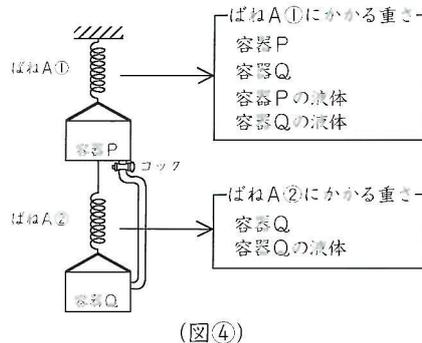 ばねA①にかかる重さ
容器P
容器Q
容器Pの液体
容器Qの液体
ばねA①
容器P
コック
ばねA②
容器Q
ばねA②にかかる重さ
容器Q
容器Qの液体
(図④)